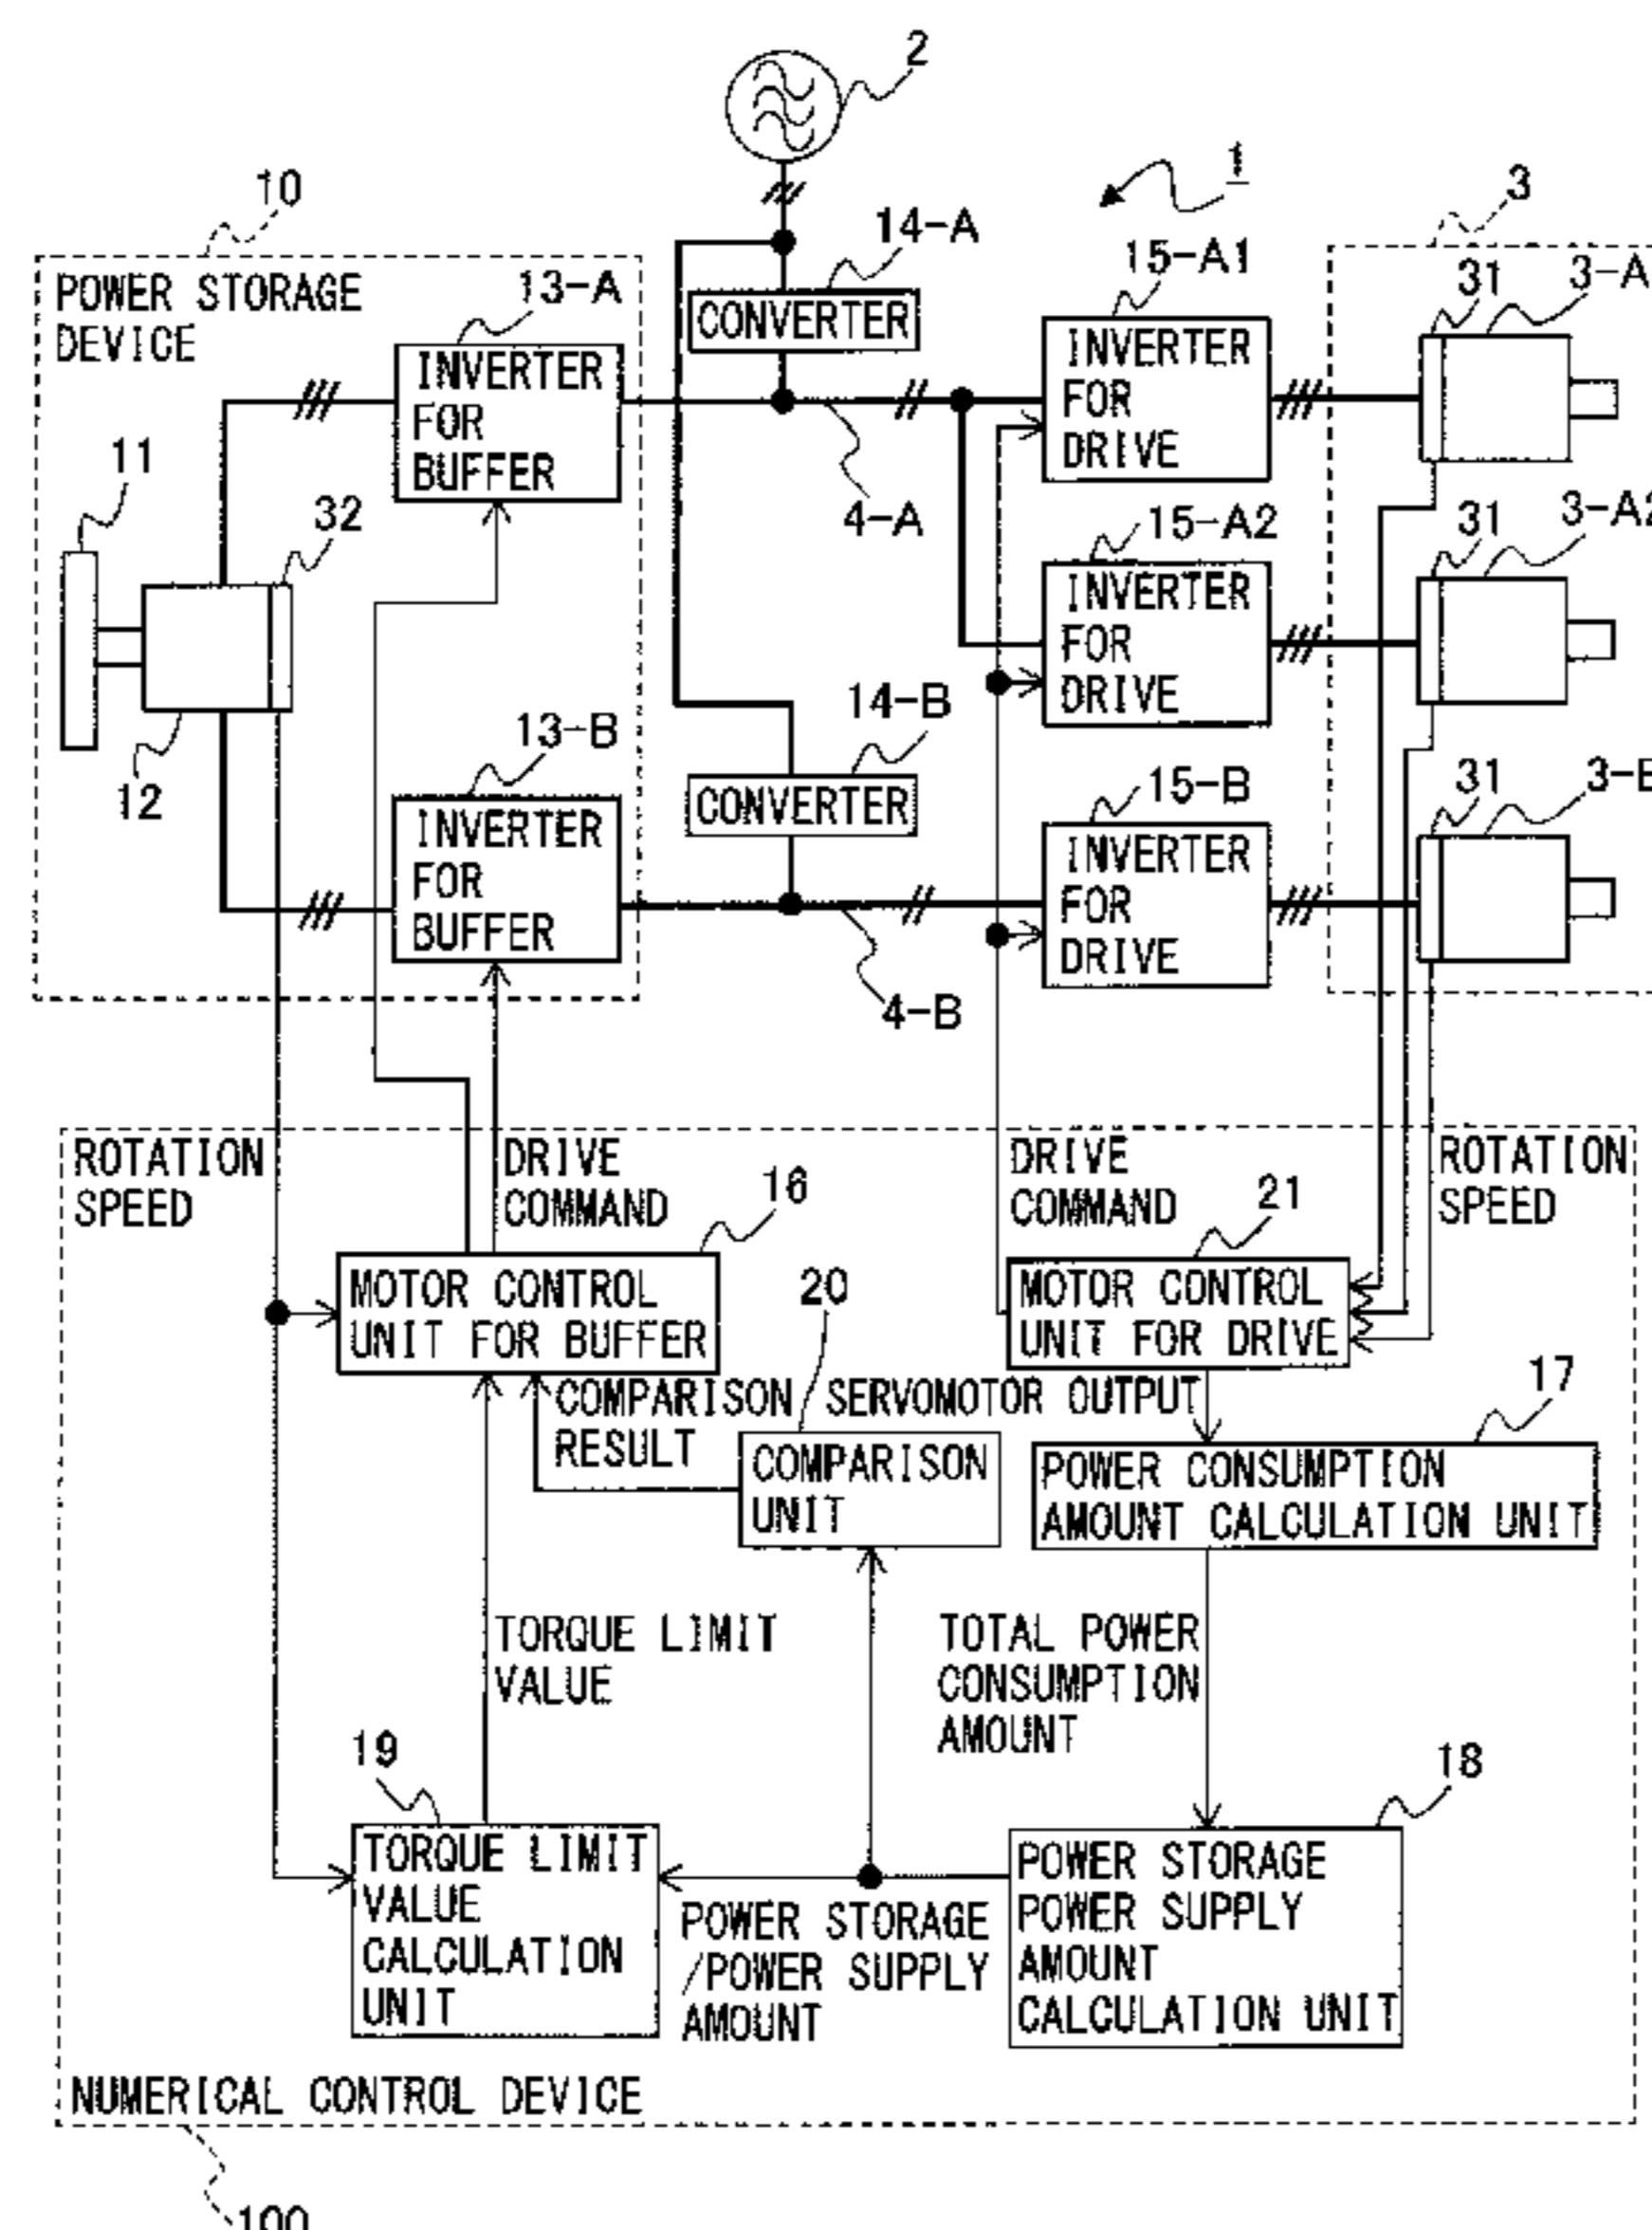 2
1
10
3
POWER STORAGE
DEVICE
13-A
14-A
15-A1
31
3-A
CONVERTER
INVERTER
FOR
BUFFER
INVERTER
FOR
DRIVE
11
32
4-A
15-A2
31
3-A2
INVERTER
FOR
DRIVE
12
13-B
14-B
15-B
31
3-B
INVERTER
FOR
BUFFER
CONVERTER
INVERTER
FOR
DRIVE
4-B
ROTATION
SPEED
DRIVE
COMMAND
16
DRIVE
COMMAND
21
ROTATION
SPEED
MOTOR CONTROL
UNIT FOR BUFFER
20
MOTOR CONTROL
UNIT FOR DRIVE
COMPARISON
RESULT
SERVOMOTOR OUTPUT
17
COMPARISON
UNIT
POWER CONSUMPTION
AMOUNT CALCULATION UNIT
TORQUE LIMIT
VALUE
TOTAL POWER
CONSUMPTION
AMOUNT
19
18
TORQUE LIMIT
VALUE
CALCULATION
UNIT
POWER STORAGE
/POWER SUPPLY
AMOUNT
POWER STORAGE
POWER SUPPLY
AMOUNT
CALCULATION UNIT
NUMERICAL CONTROL DEVICE
100